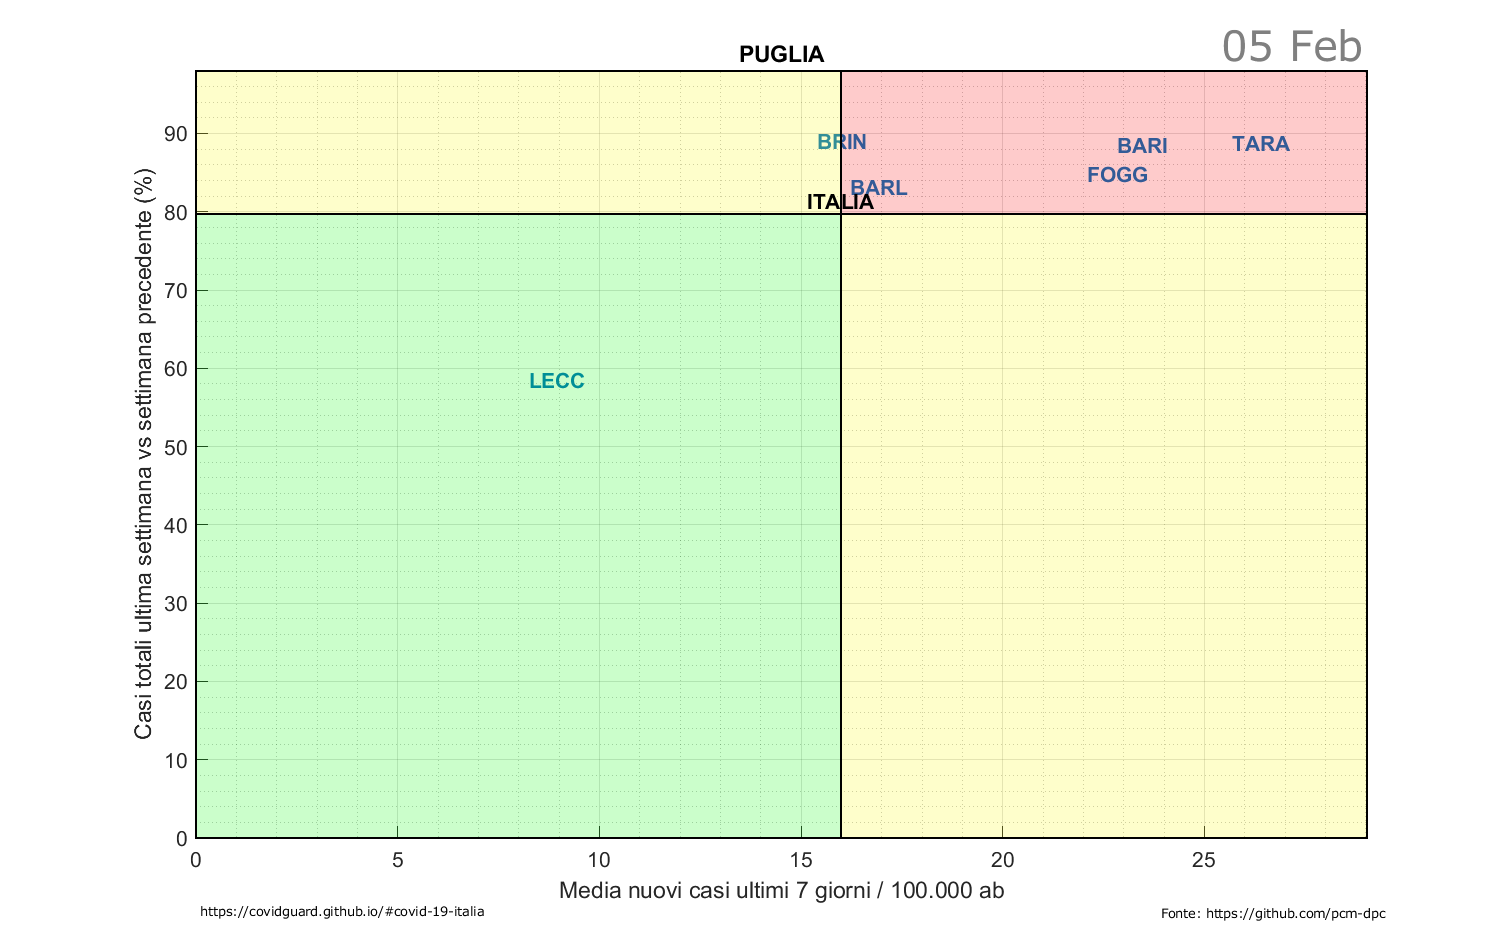 05 Feb
PUGLIA
Casi totali ultima settimana vs settimana precedente (%)
90
80
70
60
50
40
30
20
10
0
BRIN
BARI
TARA
FOGG
BARL
ITALIA
LECC
0 5 10 15 20 25
Media nuovi casi ultimi 7 giorni / 100.000 ab
https://covidguard.github.io/#covid-19-italia
Fonte: https://github.com/pcm-dpc